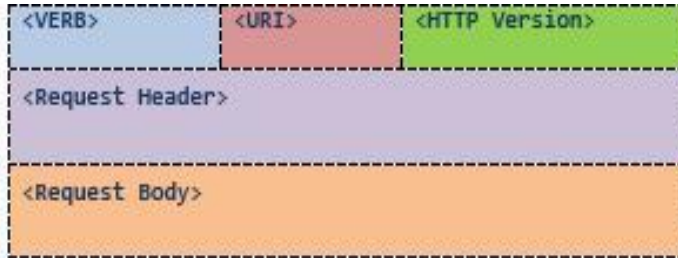 <VERB> <URI> <HTTP Version>
<Request Header>
<Request Body>